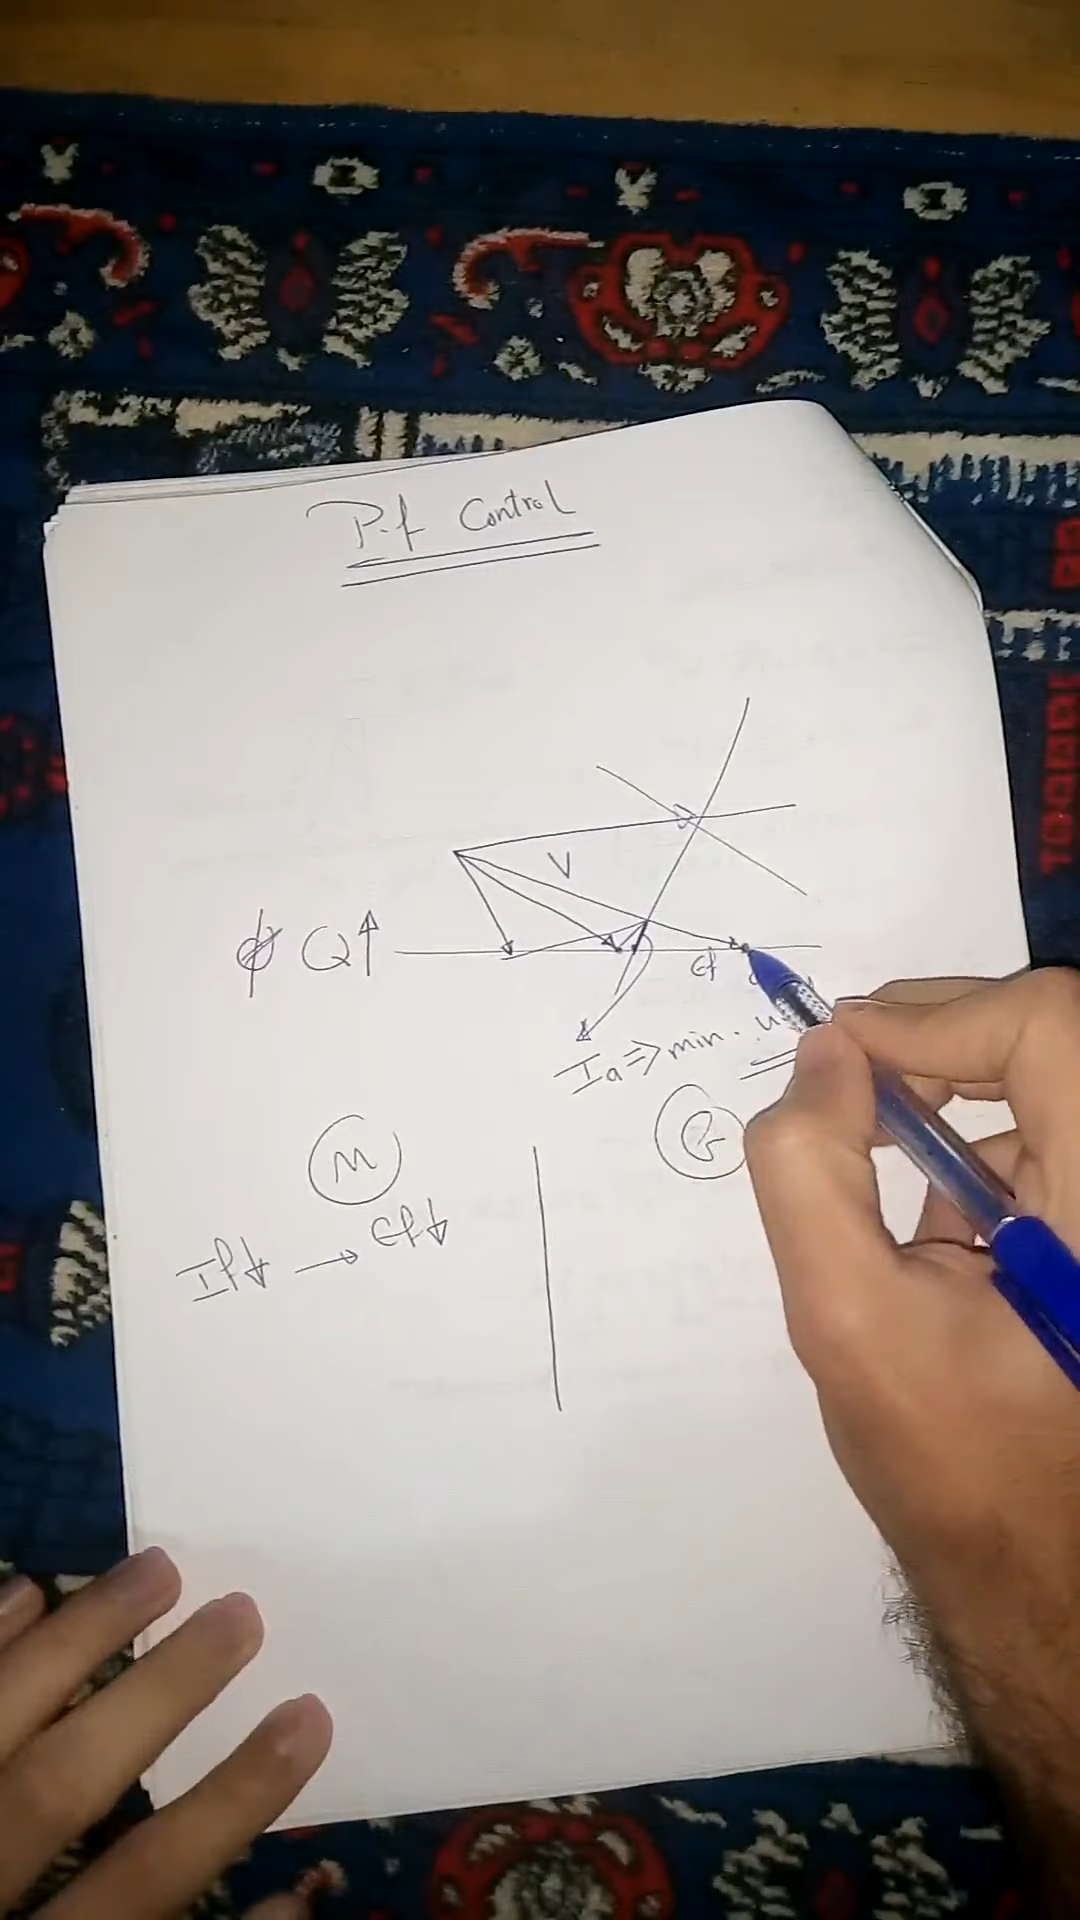 P.f Control
V
Q↑
Ef
Ia => min.
M
G
If↓ → Ef↓